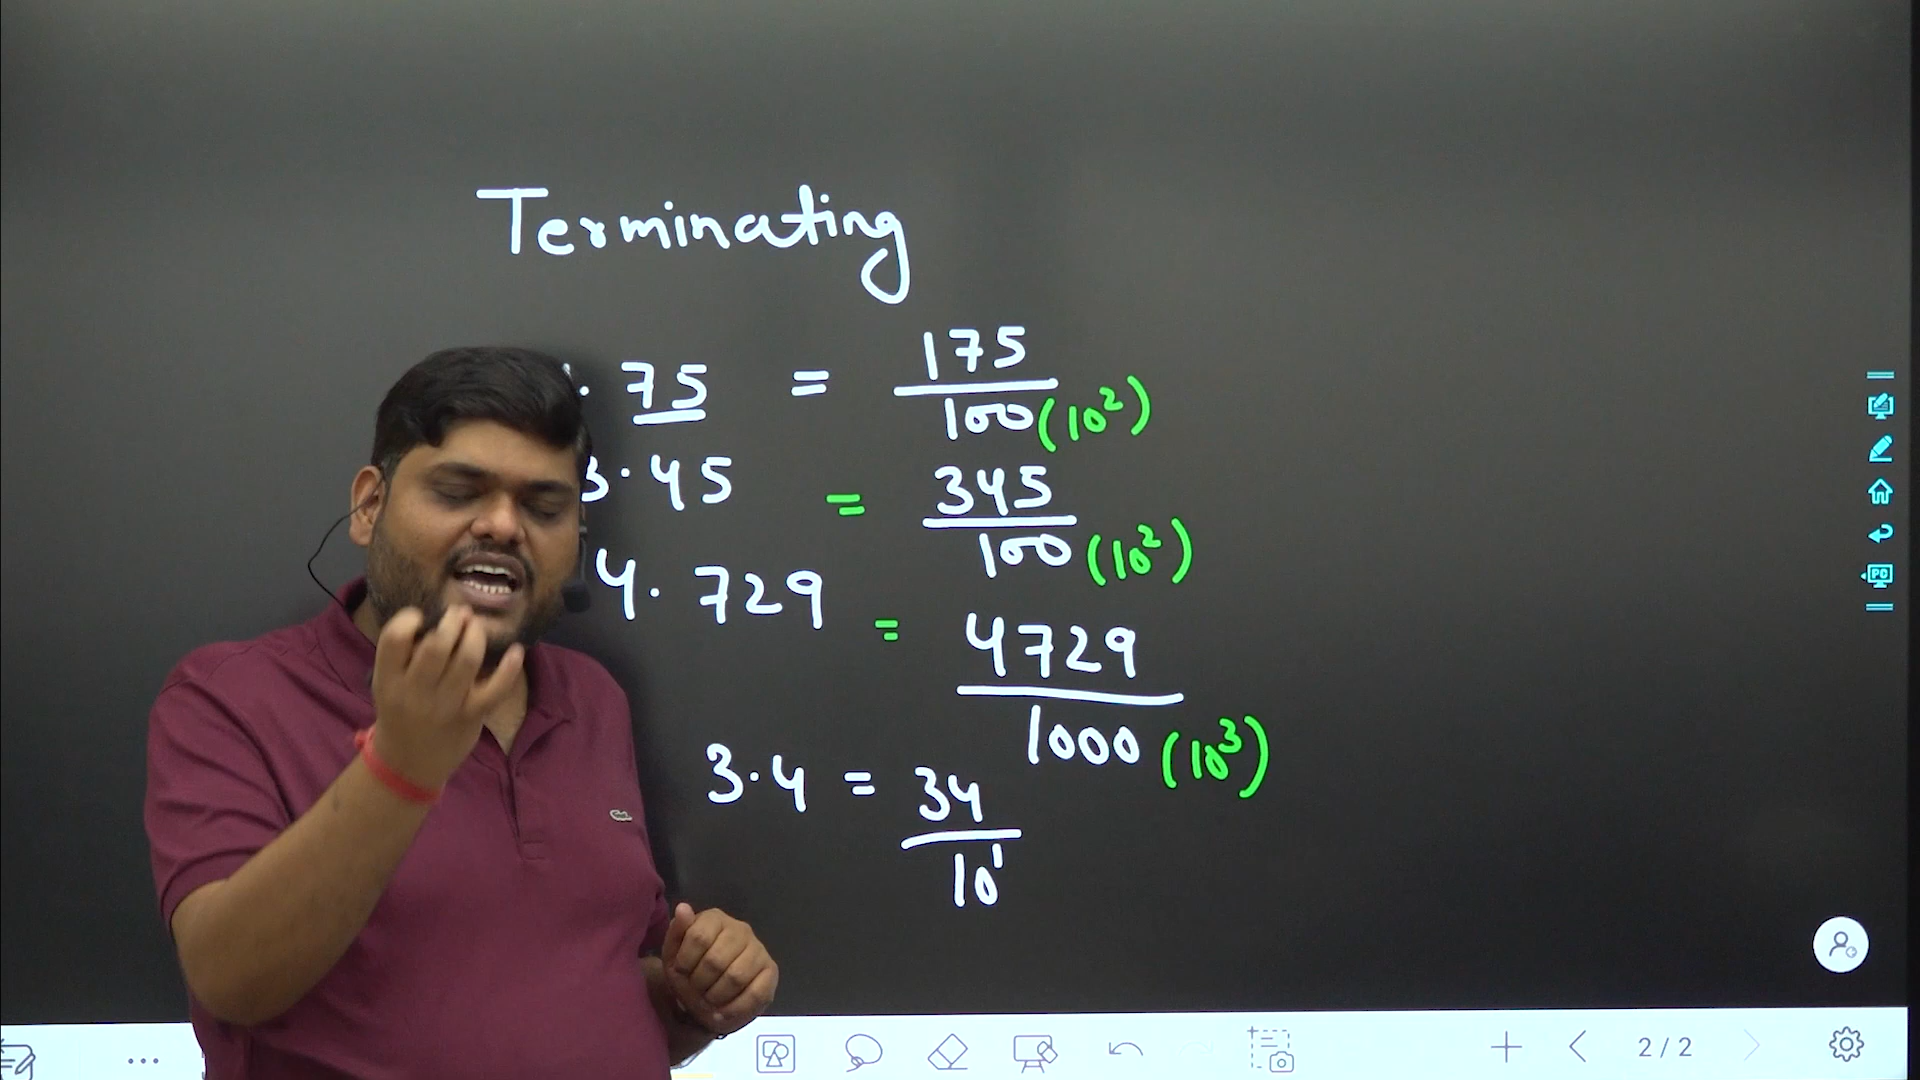 Terminating
.75 = 175/100 (10²)
3.45 = 345/100 (10²)
4.729 = 4729/1000 (10³)
3.4 = 34/10¹
2/2